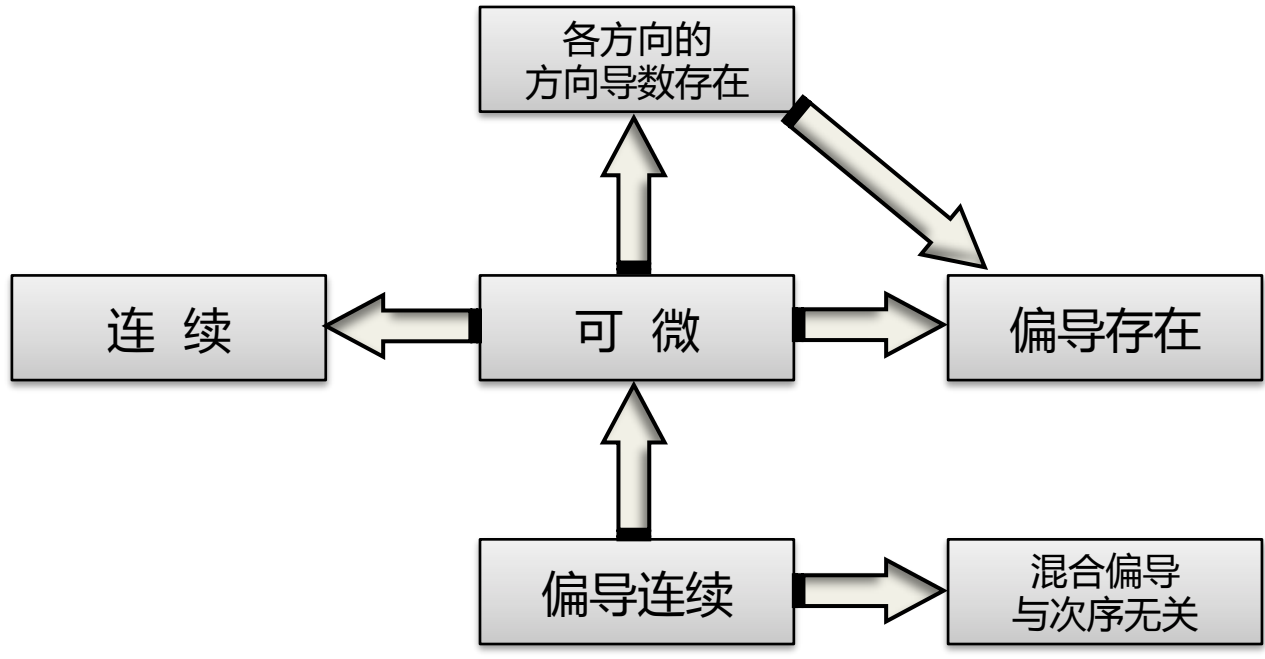 各方向的
方向导数存在
连 续
可 微
偏导存在
偏导连续
混合偏导
与次序无关